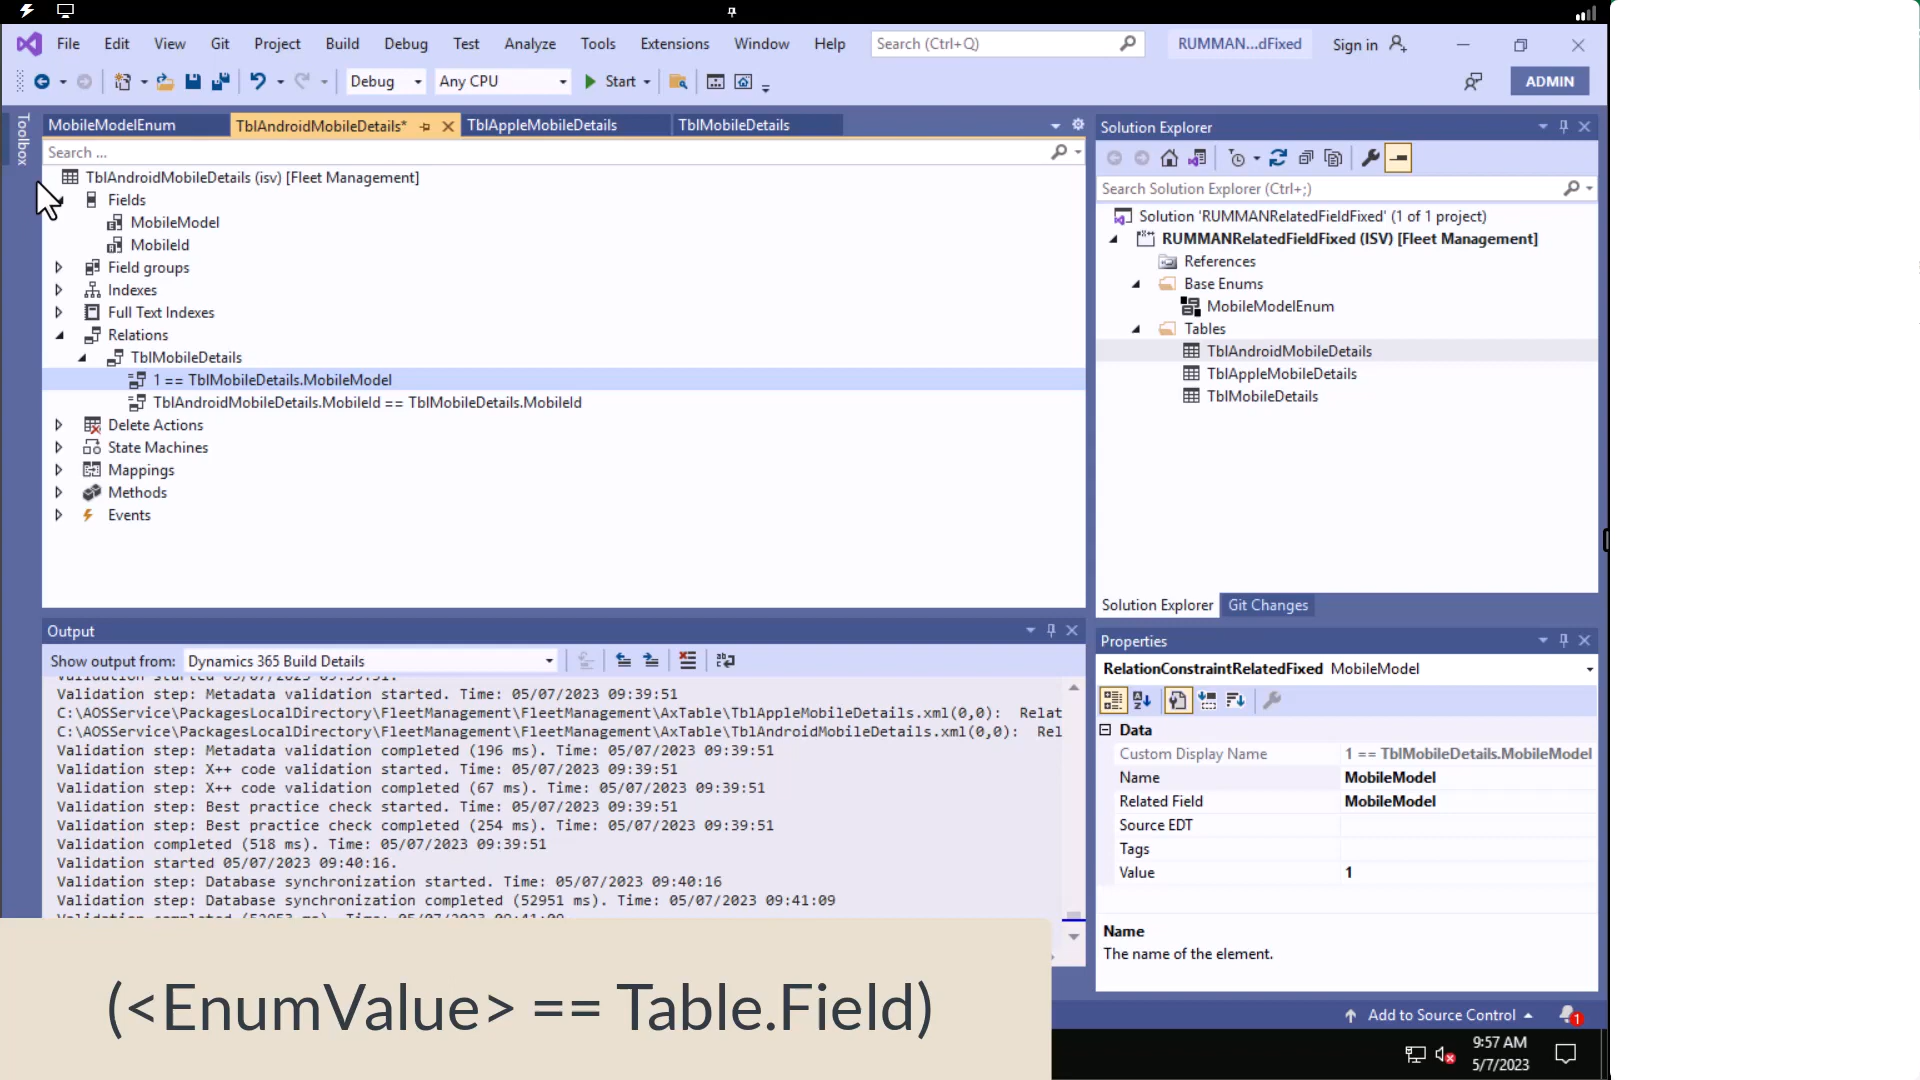 File Edit View Git Project Build Debug Test Analyze Tools Extensions Window Help Search (Ctrl+Q) RUMMAN...dFixed Sign in
Debug Any CPU Start ADMIN
Toolbox
MobileModelEnum TblAndroidMobileDetails* TblAppleMobileDetails TblMobileDetails
Search ...
TblAndroidMobileDetails (isv) [Fleet Management]
Fields
MobileModel
MobileId
Field groups
Indexes
Full Text Indexes
Relations
TblMobileDetails
1 == TblMobileDetails.MobileModel
TblAndroidMobileDetails.MobileId == TblMobileDetails.MobileId
Delete Actions
State Machines
Mappings
Methods
Events
Solution Explorer
Search Solution Explorer (Ctrl+;)
Solution 'RUMMANRelatedFieldFixed' (1 of 1 project)
RUMMANRelatedFieldFixed (ISV) [Fleet Management]
References
Base Enums
MobileModelEnum
Tables
TblAndroidMobileDetails
TblAppleMobileDetails
TblMobileDetails
Solution Explorer Git Changes
Output
Show output from: Dynamics 365 Build Details
Validation started 05/07/2023 09:39:51.
Validation step: Metadata validation started. Time: 05/07/2023 09:39:51
C:\AOSService\PackagesLocalDirectory\FleetManagement\FleetManagement\AxTable\TblAppleMobileDetails.xml(0,0): Relat
C:\AOSService\PackagesLocalDirectory\FleetManagement\FleetManagement\AxTable\TblAndroidMobileDetails.xml(0,0): Rel
Validation step: Metadata validation completed (196 ms). Time: 05/07/2023 09:39:51
Validation step: X++ code validation started. Time: 05/07/2023 09:39:51
Validation step: X++ code validation completed (67 ms). Time: 05/07/2023 09:39:51
Validation step: Best practice check started. Time: 05/07/2023 09:39:51
Validation step: Best practice check completed (254 ms). Time: 05/07/2023 09:39:51
Validation completed (518 ms). Time: 05/07/2023 09:39:51
Validation started 05/07/2023 09:40:16.
Validation step: Database synchronization started. Time: 05/07/2023 09:40:16
Validation step: Database synchronization completed (52951 ms). Time: 05/07/2023 09:41:09
Properties
RelationConstraintRelatedFixed MobileModel
Data
Custom Display Name 1 == TblMobileDetails.MobileModel
Name MobileModel
Related Field MobileModel
Source EDT
Tags
Value 1
Name
The name of the element.
(<EnumValue> == Table.Field)
Add to Source Control 1
9:57 AM
5/7/2023